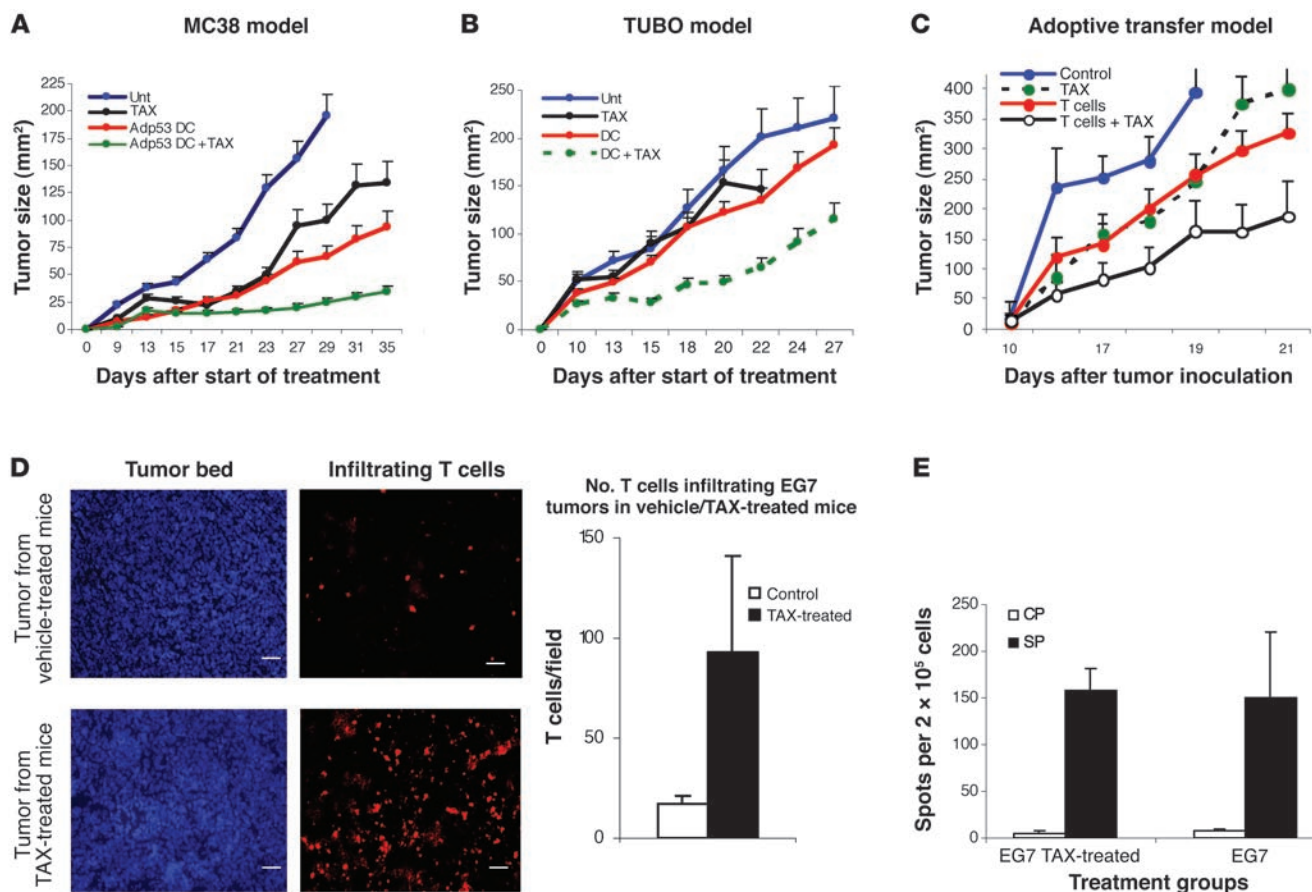 A
MC38 model
Tumor size (mm²)
225
200
175
150
125
100
75
50
25
0
Unt
TAX
Adp53 DC
Adp53 DC + TAX
0 9 13 15 17 21 23 27 29 31 35
Days after start of treatment
B
TUBO model
Tumor size (mm²)
250
200
150
100
50
0
Unt
TAX
DC
DC + TAX
0 10 13 15 18 20 22 24 27
Days after start of treatment
C
Adoptive transfer model
Tumor size (mm²)
400
350
300
250
200
150
100
50
0
Control
TAX
T cells
T cells + TAX
10 17 19 21
Days after tumor inoculation
D
Tumor bed
Infiltrating T cells
Tumor from
vehicle-treated mice
Tumor from
TAX-treated mice
No. T cells infiltrating EG7
tumors in vehicle/TAX-treated mice
T cells/field
150
100
50
0
Control
TAX-treated
E
Spots per 2 × 10⁵ cells
250
200
150
100
50
0
CP
SP
EG7 TAX-treated EG7
Treatment groups